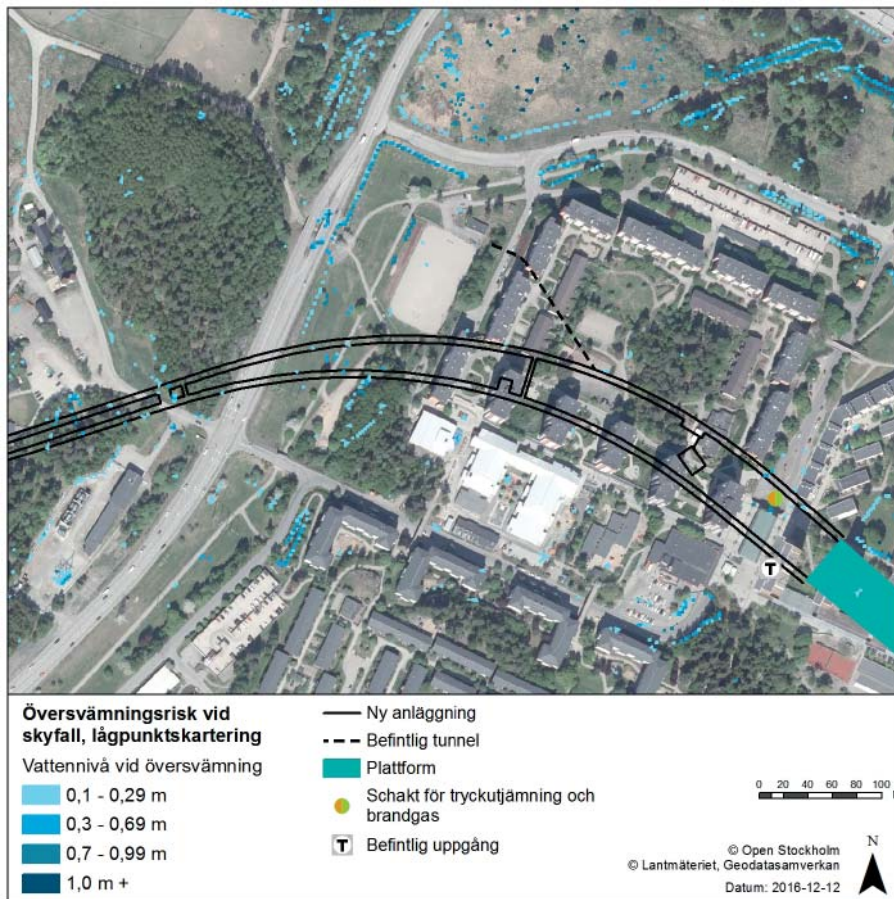 T
Översvämningsrisk vid
skyfall, lågpunktskartering
Vattennivå vid översvämning
0,1 - 0,29 m
0,3 - 0,69 m
0,7 - 0,99 m
1,0 m +
Ny anläggning
Befintlig tunnel
Plattform
Schakt för tryckutjämning och
brandgas
T Befintlig uppgång
0 20 40 60 80 100
© Open Stockholm
© Lantmäteriet, Geodatasamverkan
Datum: 2016-12-12
N